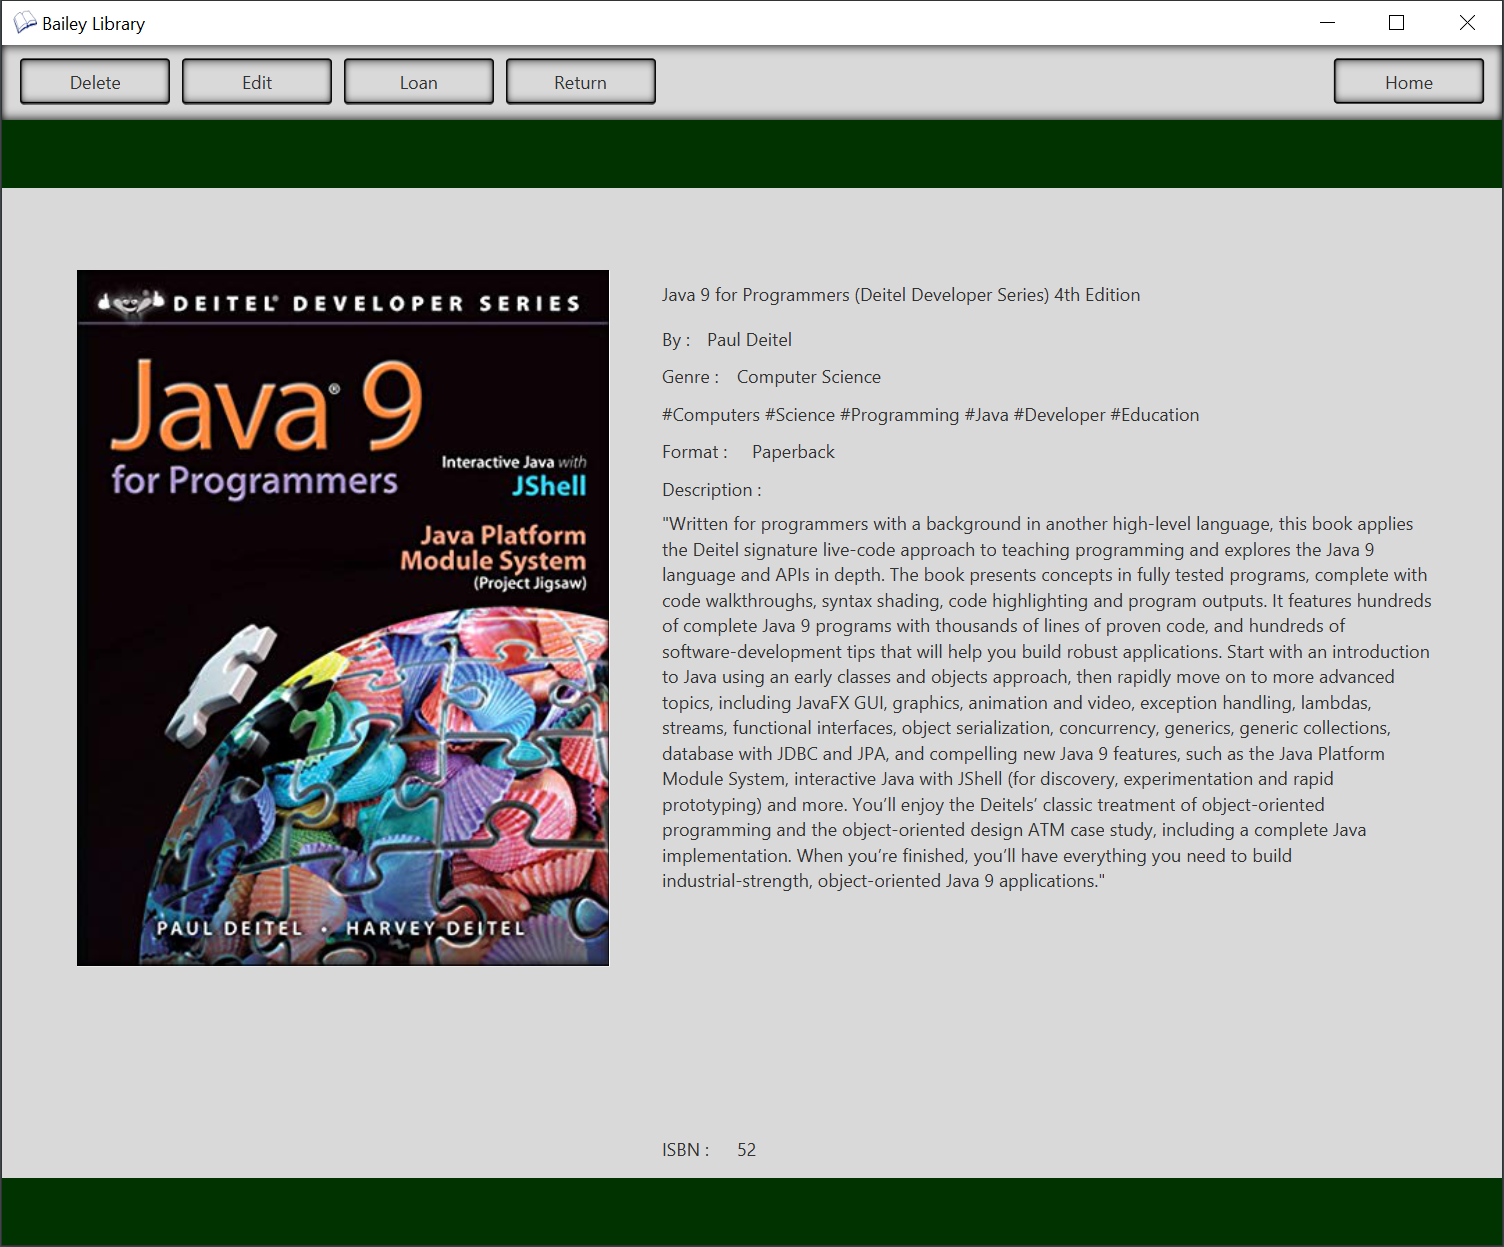 Bailey Library
Delete
Edit
Loan
Return
Home
DEITEL® DEVELOPER SERIES
Java® 9
for Programmers
Interactive Java with
JShell
Java Platform
Module System
(Project Jigsaw)
PAUL DEITEL • HARVEY DEITEL
Java 9 for Programmers (Deitel Developer Series) 4th Edition
By : Paul Deitel
Genre : Computer Science
#Computers #Science #Programming #Java #Developer #Education
Format : Paperback
Description :
"Written for programmers with a background in another high-level language, this book applies
the Deitel signature live-code approach to teaching programming and explores the Java 9
language and APIs in depth. The book presents concepts in fully tested programs, complete with
code walkthroughs, syntax shading, code highlighting and program outputs. It features hundreds
of complete Java 9 programs with thousands of lines of proven code, and hundreds of
software-development tips that will help you build robust applications. Start with an introduction
to Java using an early classes and objects approach, then rapidly move on to more advanced
topics, including JavaFX GUI, graphics, animation and video, exception handling, lambdas,
streams, functional interfaces, object serialization, concurrency, generics, generic collections,
database with JDBC and JPA, and compelling new Java 9 features, such as the Java Platform
Module System, interactive Java with JShell (for discovery, experimentation and rapid
prototyping) and more. You’ll enjoy the Deitels’ classic treatment of object-oriented
programming and the object-oriented design ATM case study, including a complete Java
implementation. When you’re finished, you’ll have everything you need to build
industrial-strength, object-oriented Java 9 applications."
ISBN : 52